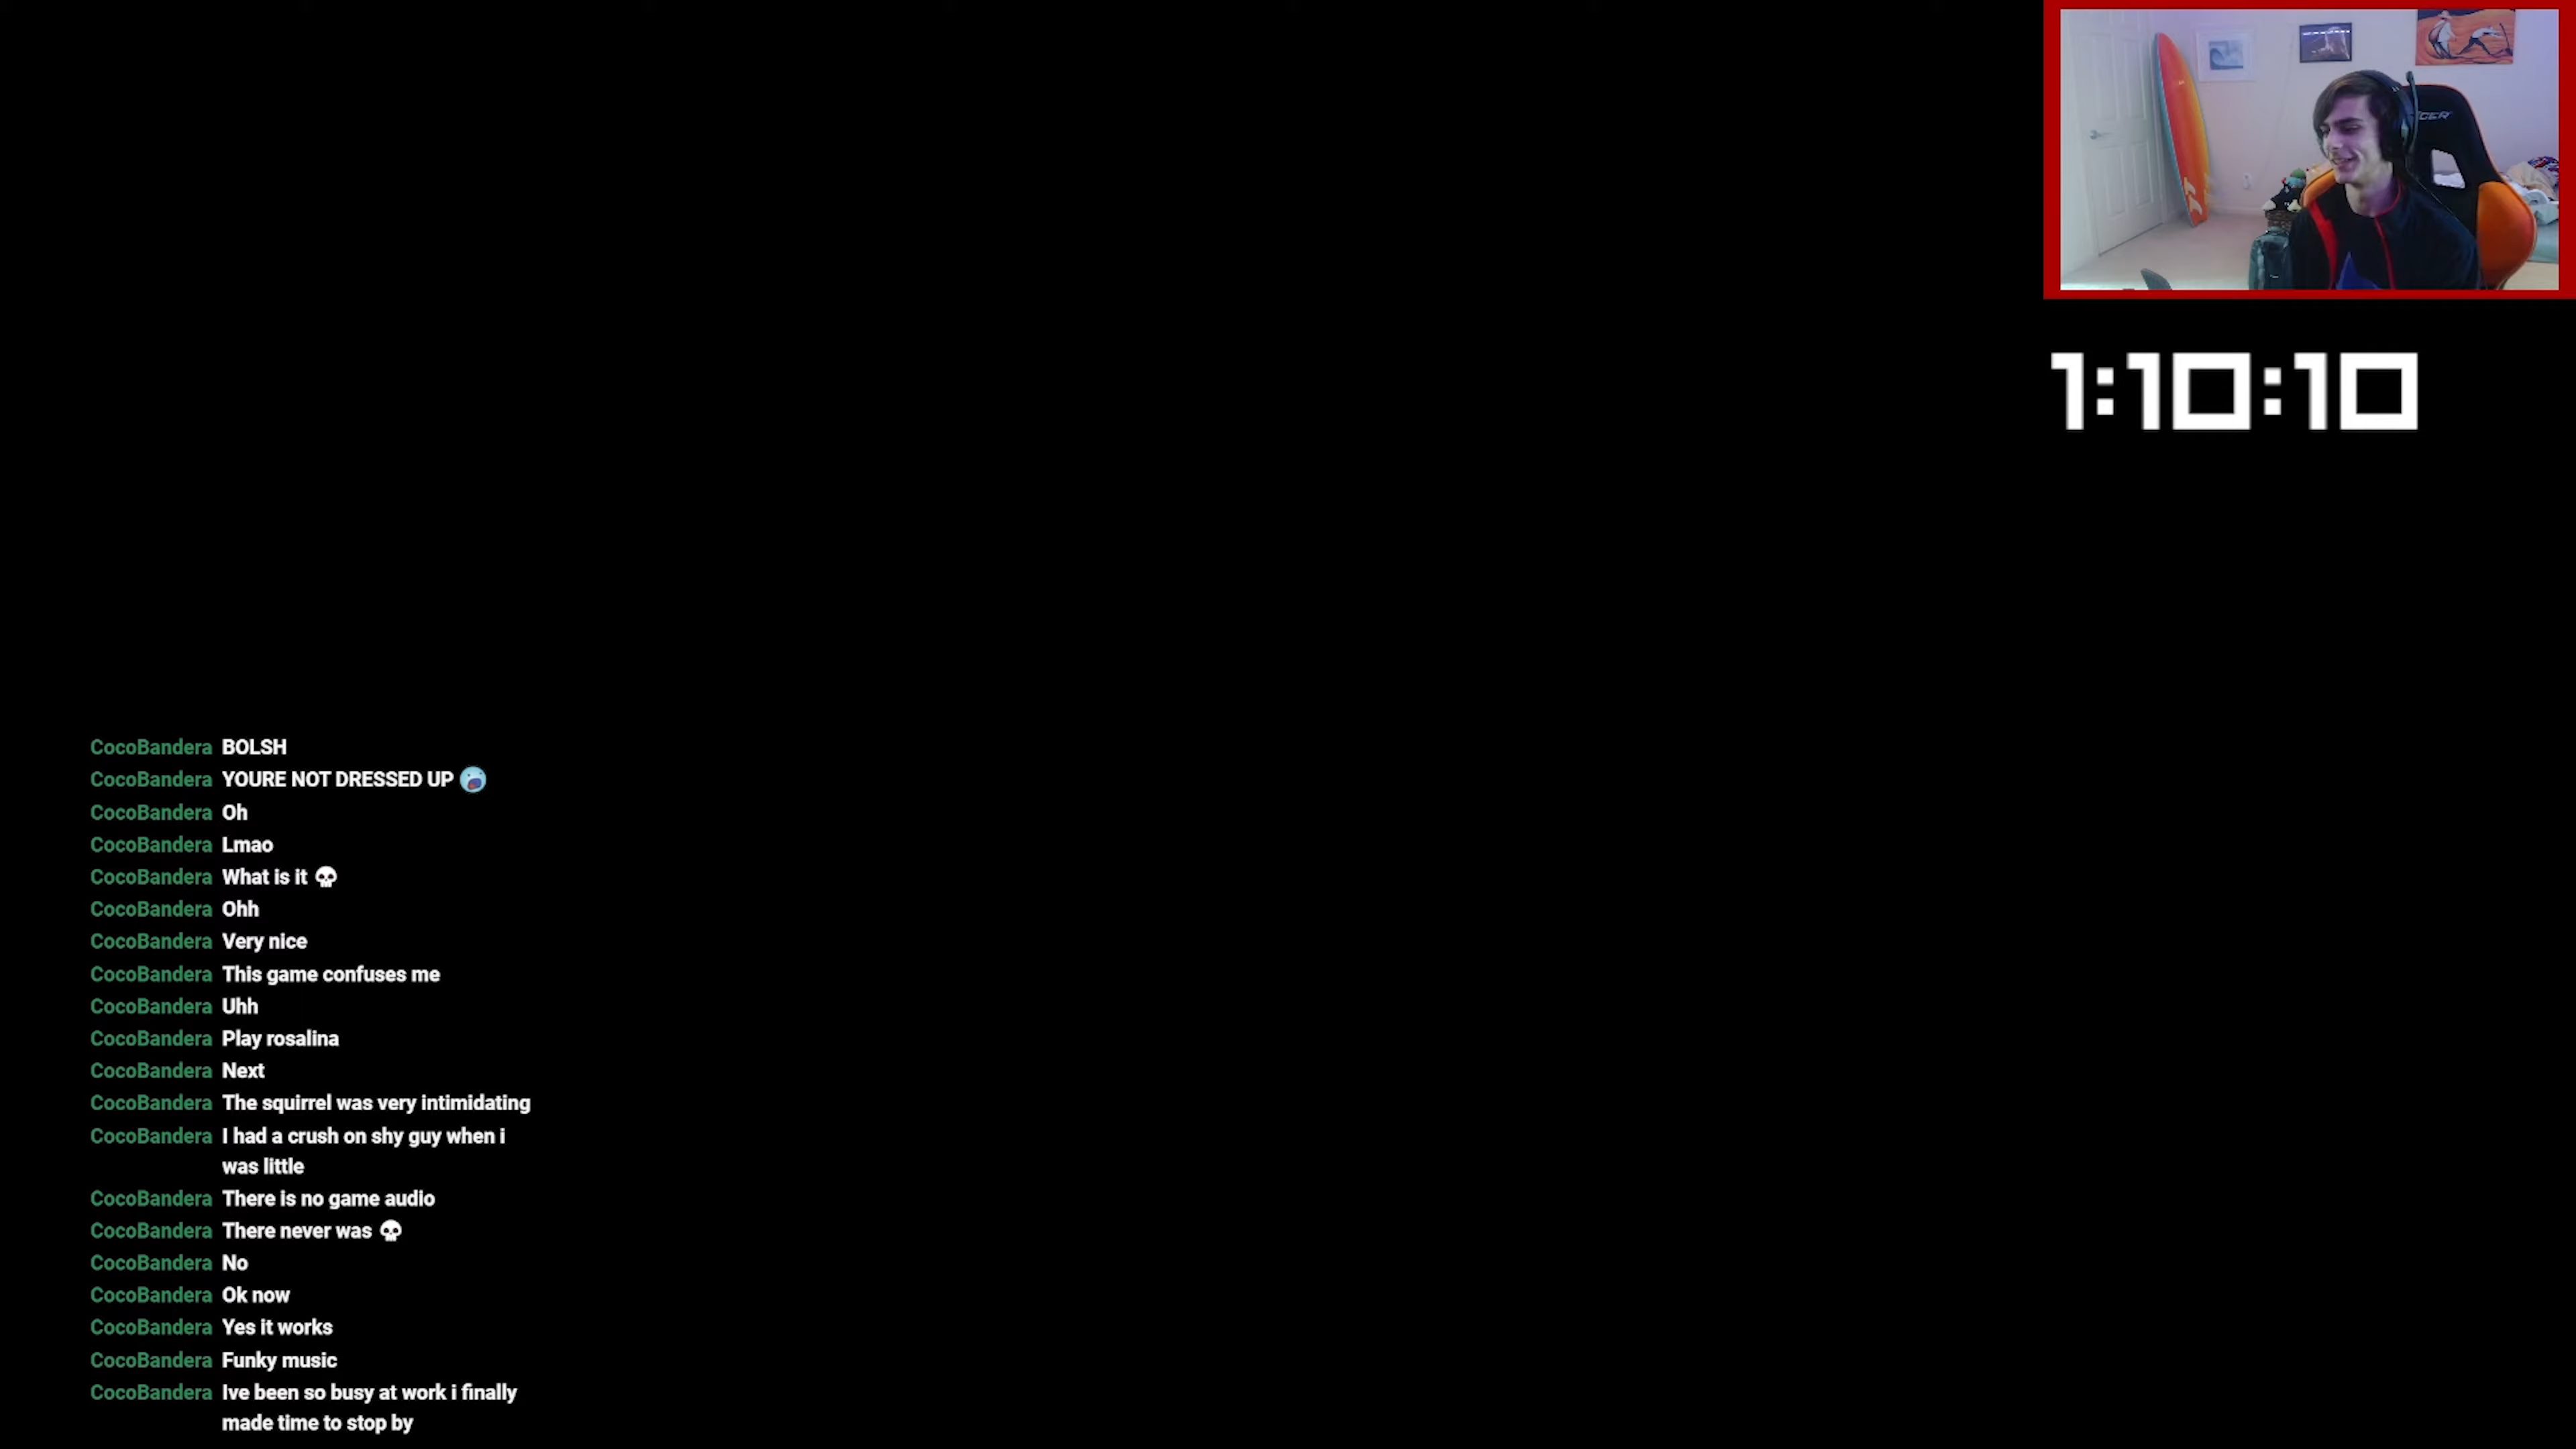 1:10:10
CocoBandera BOLSH
CocoBandera YOURE NOT DRESSED UP
CocoBandera Oh
CocoBandera Lmao
CocoBandera What is it 💀
CocoBandera Ohh
CocoBandera Very nice
CocoBandera This game confuses me
CocoBandera Uhh
CocoBandera Play rosalina
CocoBandera Next
CocoBandera The squirrel was very intimidating
CocoBandera I had a crush on shy guy when i
was little
CocoBandera There is no game audio
CocoBandera There never was 💀
CocoBandera No
CocoBandera Ok now
CocoBandera Yes it works
CocoBandera Funky music
CocoBandera Ive been so busy at work i finally
made time to stop by